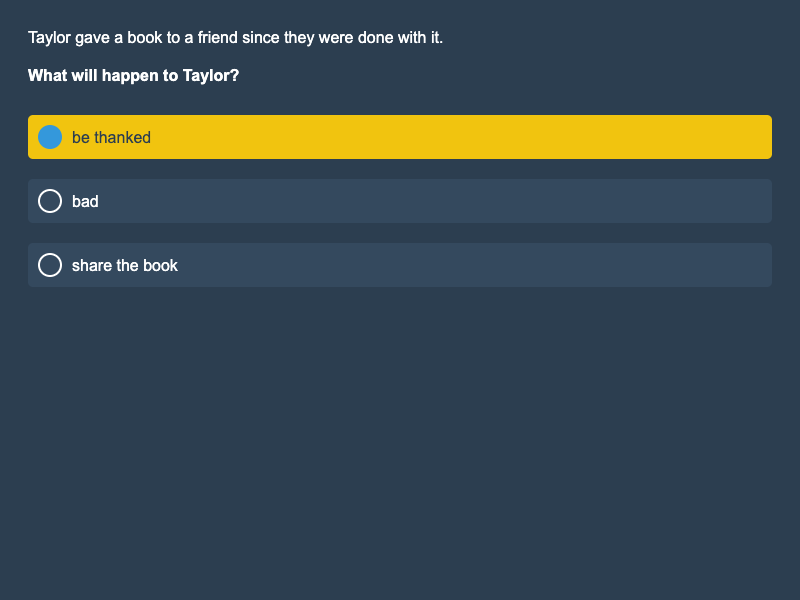 Taylor gave a book to a friend since they were done with it.
What will happen to Taylor?
be thanked
bad
share the book